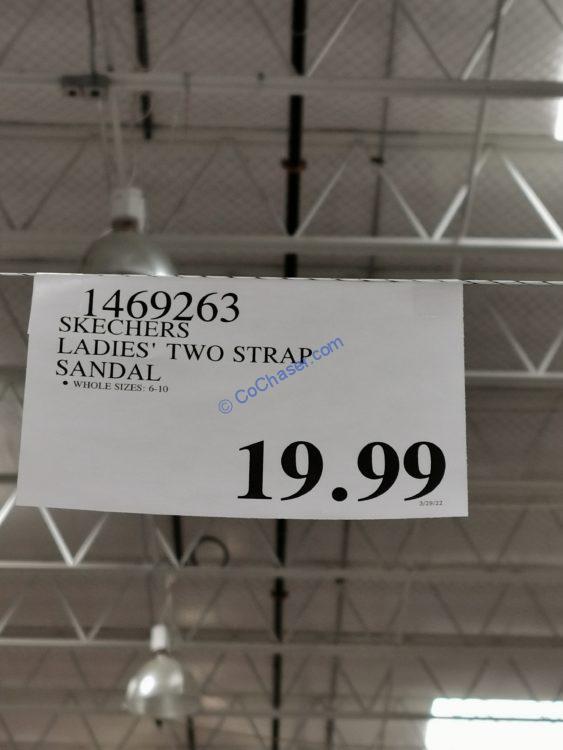 1469263
SKECHERS
LADIES' TWO STRAP
SANDAL
• WHOLE SIZES: 6-10
© CoChaser.com
19.99
3/29/22